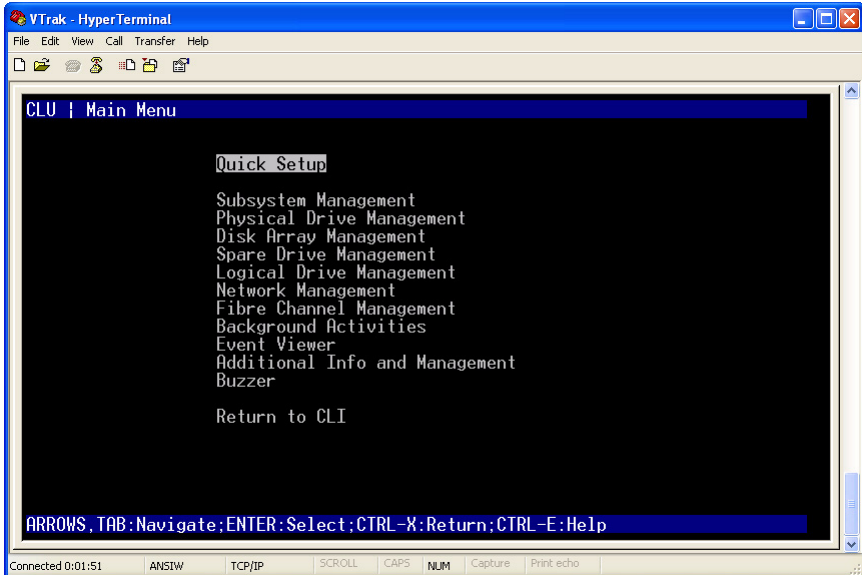 VTrak - HyperTerminal
File Edit View Call Transfer Help
CLU | Main Menu
Quick Setup
Subsystem Management
Physical Drive Management
Disk Array Management
Spare Drive Management
Logical Drive Management
Network Management
Fibre Channel Management
Background Activities
Event Viewer
Additional Info and Management
Buzzer
Return to CLI
ARROWS,TAB:Navigate;ENTER:Select;CTRL-X:Return;CTRL-E:Help
Connected 0:01:51 ANSIW TCP/IP SCROLL CAPS NUM Capture Print echo